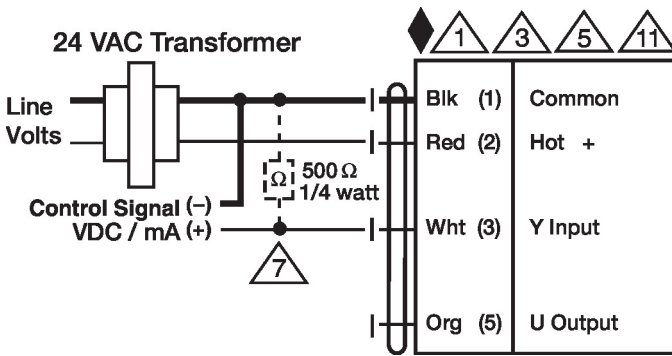 1 3 5 11
24 VAC Transformer
Line
Volts
Blk (1) Common
Red (2) Hot +
Ω 500 Ω
1/4 watt
Control Signal (–)
VDC / mA (+)
Wht (3) Y Input
7
Org (5) U Output